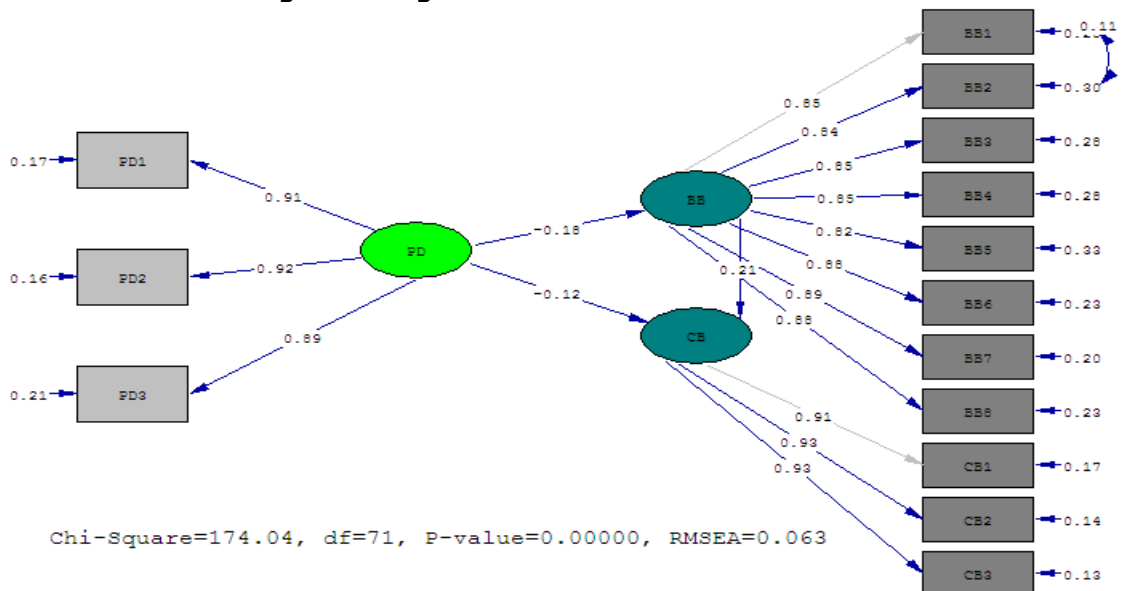 BB1
0.11
0.85
BB2
0.30
0.84
PD1
0.17
BB3
0.28
0.85
0.91
BB
BB4
0.28
0.85
-0.18
0.82
BB5
0.33
PD
0.92
PD2
0.16
0.88
0.21
0.89
-0.12
BB6
0.23
0.88
0.89
CB
BB7
0.20
PD3
0.21
BB8
0.23
0.91
0.93
0.93
CB1
0.17
CB2
0.14
Chi-Square=174.04, df=71, P-value=0.00000, RMSEA=0.063
CB3
0.13